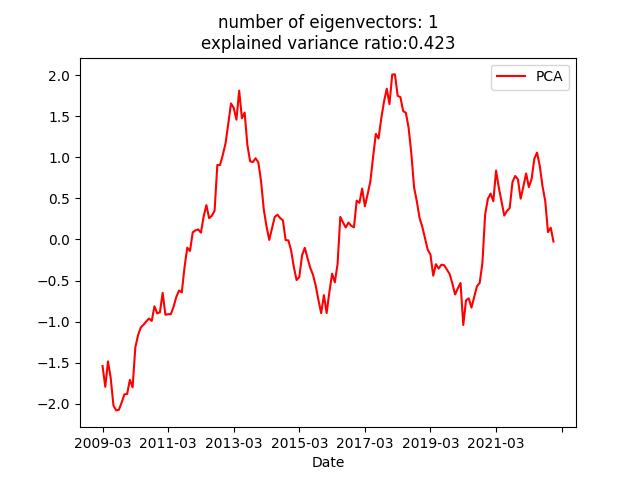 number of eigenvectors: 1
explained variance ratio:0.423
PCA
2.0
1.5
1.0
0.5
0.0
−0.5
−1.0
−1.5
−2.0
2009-03 2011-03 2013-03 2015-03 2017-03 2019-03 2021-03
Date